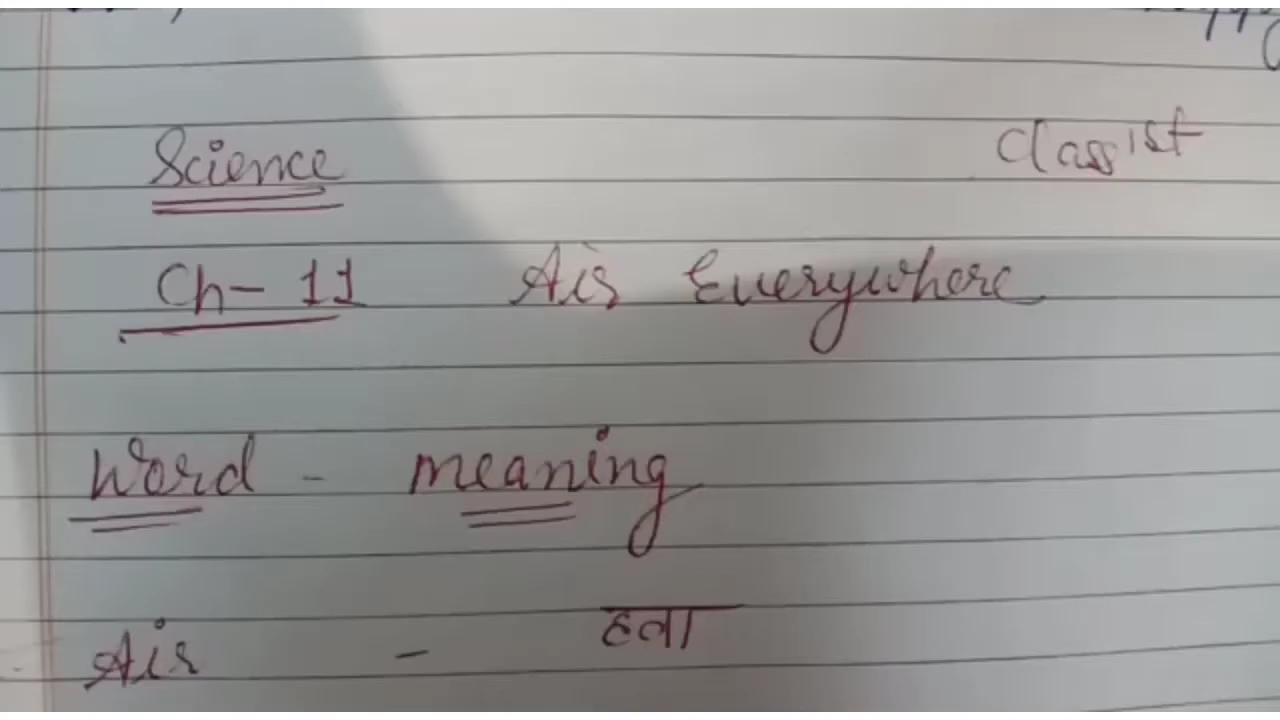 Science Class 1st
Ch- 11 Air Everywhere
Word - meaning
Air - हवा